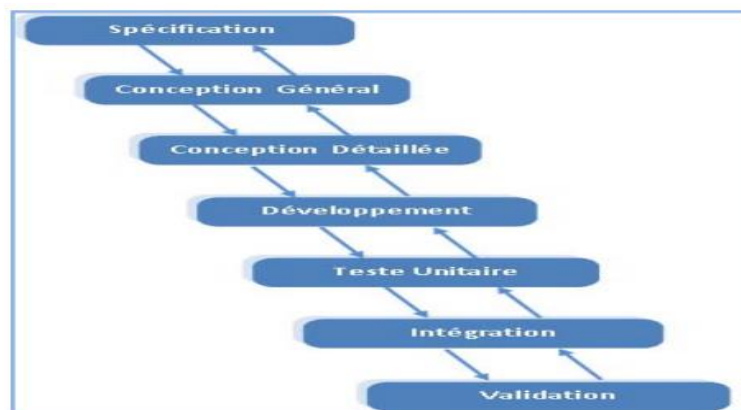 Spécification
Conception Général
Conception Détaillée
Développement
Teste Unitaire
Intégration
Validation